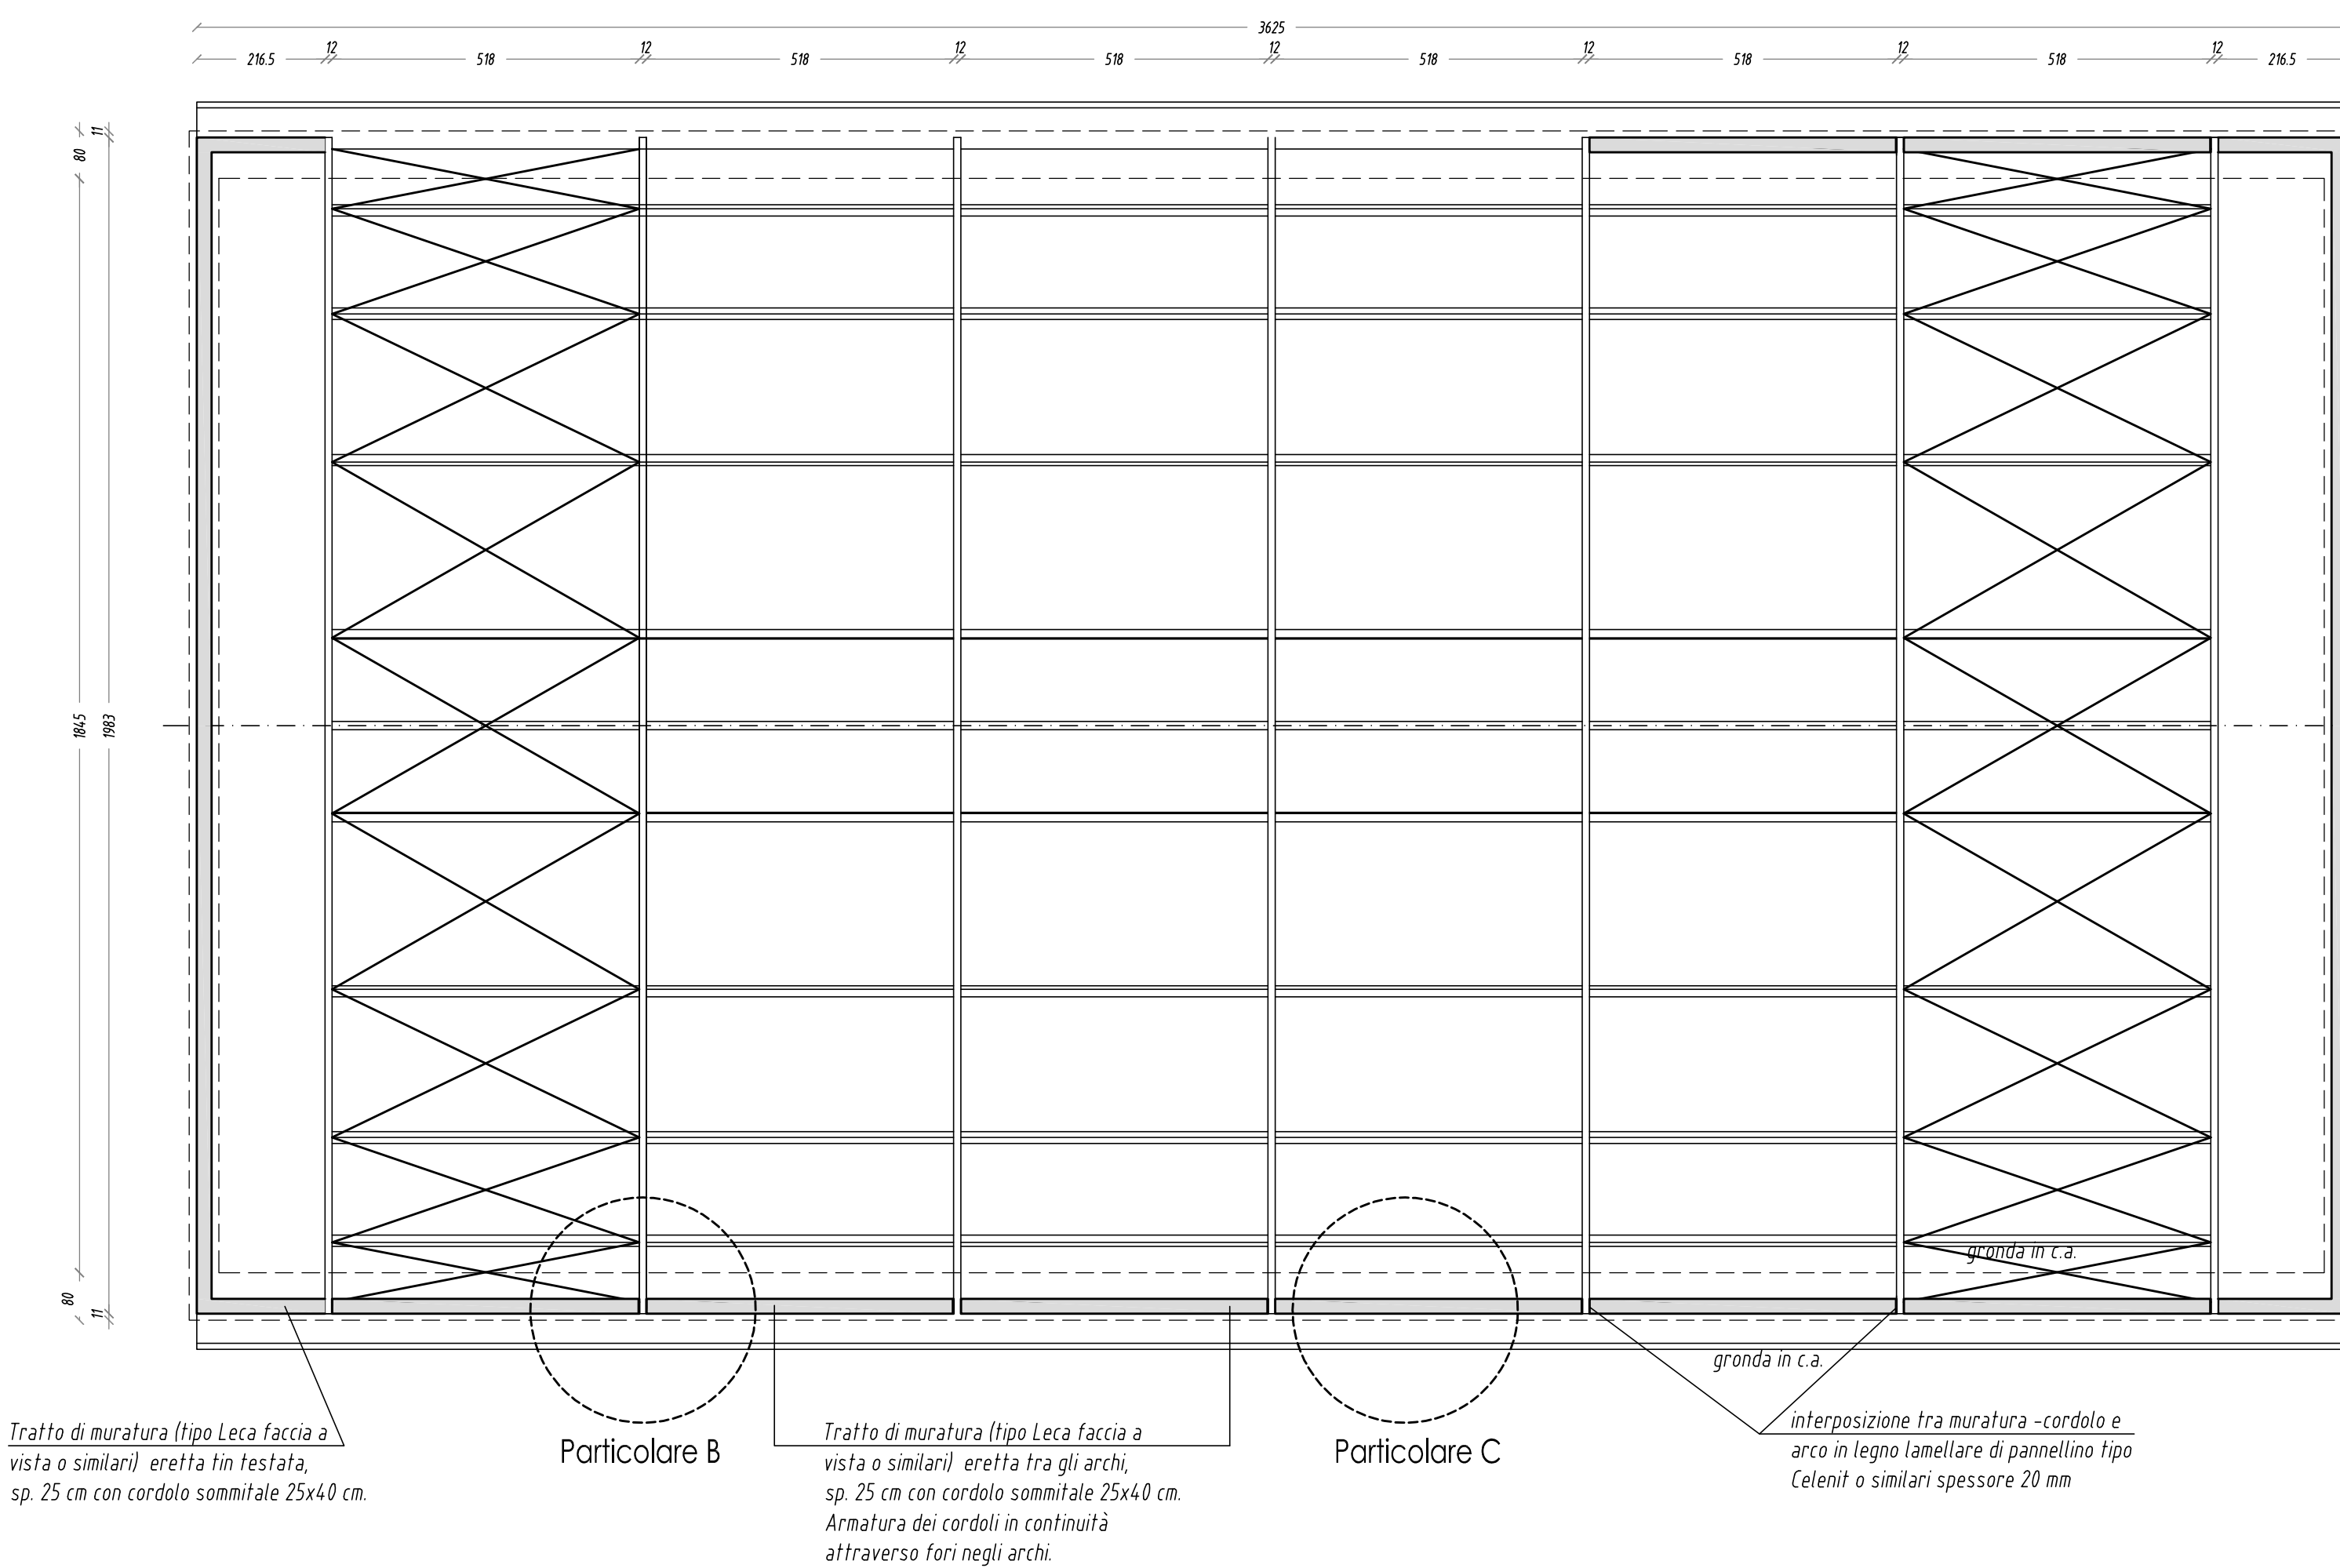 3625
12 12 12 12 12 12 12
216.5 518 518 518 518 518 518 216.5
11
80
1845
1983
80
11
gronda in c.a.
gronda in c.a.
Tratto di muratura (tipo Leca faccia a
vista o similari) eretta tin testata,
sp. 25 cm con cordolo sommitale 25x40 cm.
Particolare B
Tratto di muratura (tipo Leca faccia a
vista o similari) eretta tra gli archi,
sp. 25 cm con cordolo sommitale 25x40 cm.
Armatura dei cordoli in continuità
attraverso fori negli archi.
Particolare C
interposizione tra muratura -cordolo e
arco in legno lamellare di pannellino tipo
Celenit o similari spessore 20 mm